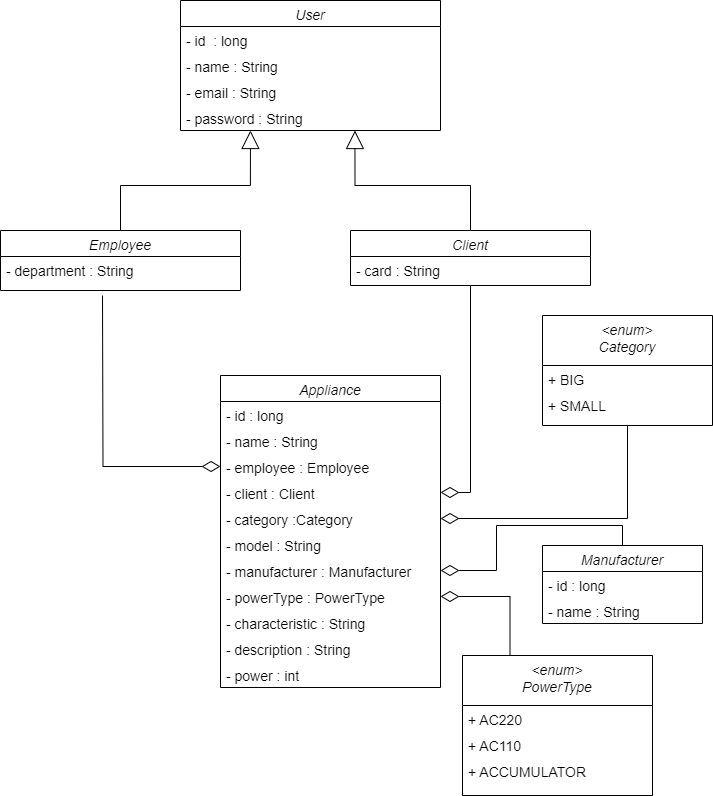 User
- id : long
- name : String
- email : String
- password : String
Employee
- department : String
Client
- card : String
<enum>
Category
+ BIG
+ SMALL
Appliance
- id : long
- name : String
- employee : Employee
- client : Client
- category :Category
- model : String
- manufacturer : Manufacturer
- powerType : PowerType
- characteristic : String
- description : String
- power : int
Manufacturer
- id : long
- name : String
<enum>
PowerType
+ AC220
+ AC110
+ ACCUMULATOR